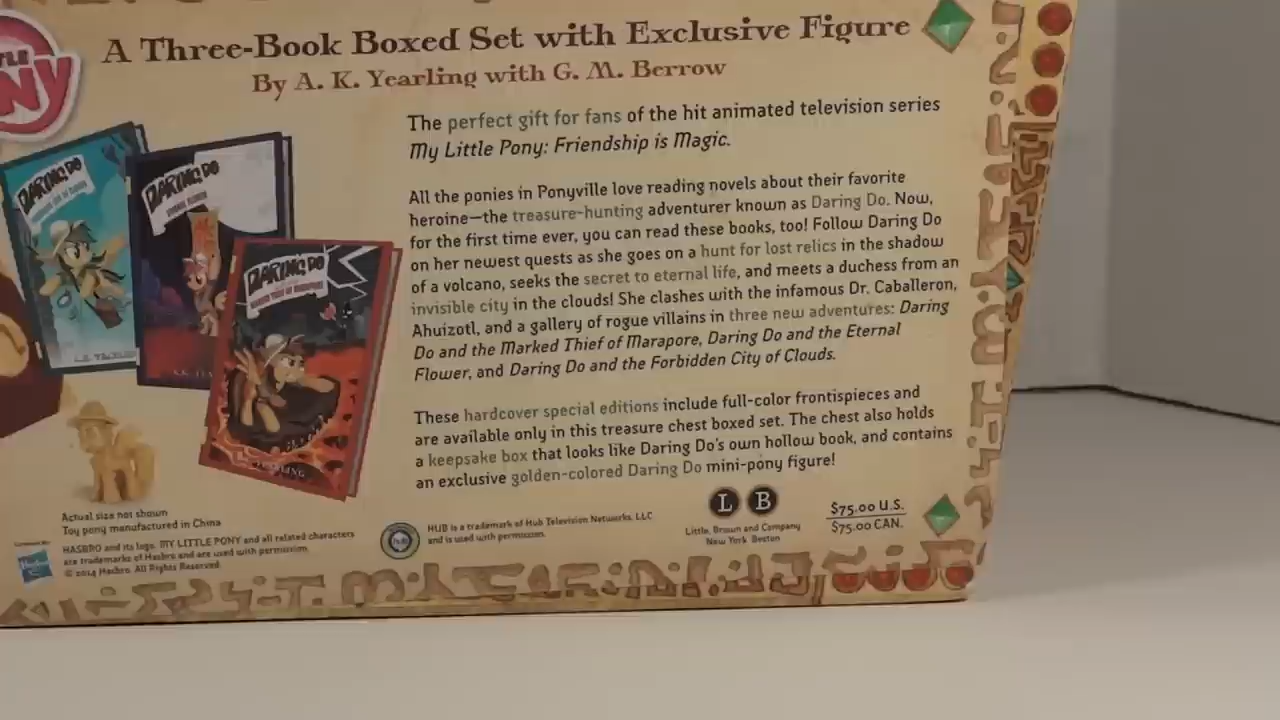 A Three-Book Boxed Set with Exclusive Figure
By A. K. Yearling with G. M. Berrow
The perfect gift for fans of the hit animated television series
My Little Pony: Friendship is Magic.
All the ponies in Ponyville love reading novels about their favorite
heroine—the treasure-hunting adventurer known as Daring Do. Now,
for the first time ever, you can read these books, too! Follow Daring Do
on her newest quests as she goes on a hunt for lost relics in the shadow
of a volcano, seeks the secret to eternal life, and meets a duchess from an
invisible city in the clouds! She clashes with the infamous Dr. Caballeron,
Ahuizotl, and a gallery of rogue villains in three new adventures: Daring
Do and the Marked Thief of Marapore, Daring Do and the Eternal
Flower, and Daring Do and the Forbidden City of Clouds.
These hardcover special editions include full-color frontispieces and
are available only in this treasure chest boxed set. The chest also holds
a keepsake box that looks like Daring Do's own hollow book, and contains
an exclusive golden-colored Daring Do mini-pony figure!
DARING DO
DARING DO
DARING DO
Actual size not shown
Toy pony manufactured in China
HASBRO and its logo, MY LITTLE PONY and all related characters
are trademarks of Hasbro and are used with permission.
© 2014 Hasbro. All Rights Reserved.
hub
HUB is a trademark of Hub Television Networks, LLC
and is used with permission.
L B
Little, Brown and Company
New York Boston
$75.00 U.S.
$75.00 CAN.